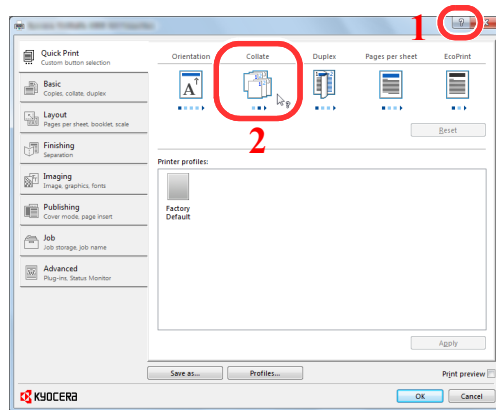 1
?
Quick Print
Custom button selection
Basic
Copies, collate, duplex
Layout
Pages per sheet, booklet, scale
Finishing
Separation
Imaging
Image, graphics, fonts
Publishing
Cover mode, page insert
Job
Job storage, job name
Advanced
Plug-ins, Status Monitor
Orientation
Collate
Duplex
Pages per sheet
EcoPrint
A
2
Reset
Printer profiles:
Factory
Default
Apply
Save as...
Profiles...
Print preview
KYOCERA
OK
Cancel